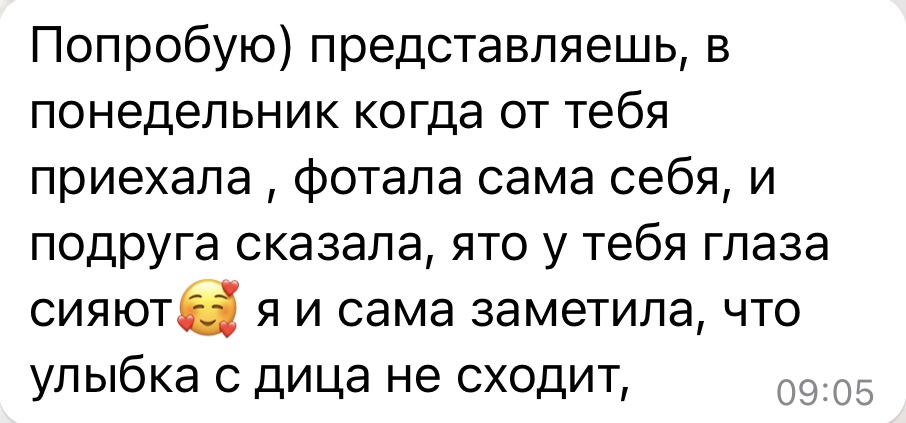 Попробую) представляешь, в
понедельник когда от тебя
приехала , фотала сама себя, и
подруга сказала, ято у тебя глаза
сияют🥰 я и сама заметила, что
улыбка с дица не сходит,
09:05